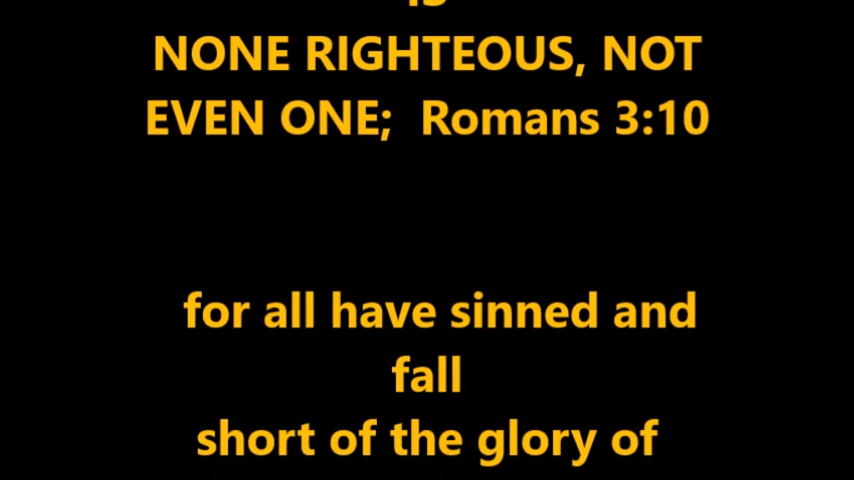 NONE RIGHTEOUS, NOT
EVEN ONE; Romans 3:10
for all have sinned and
fall
short of the glory of